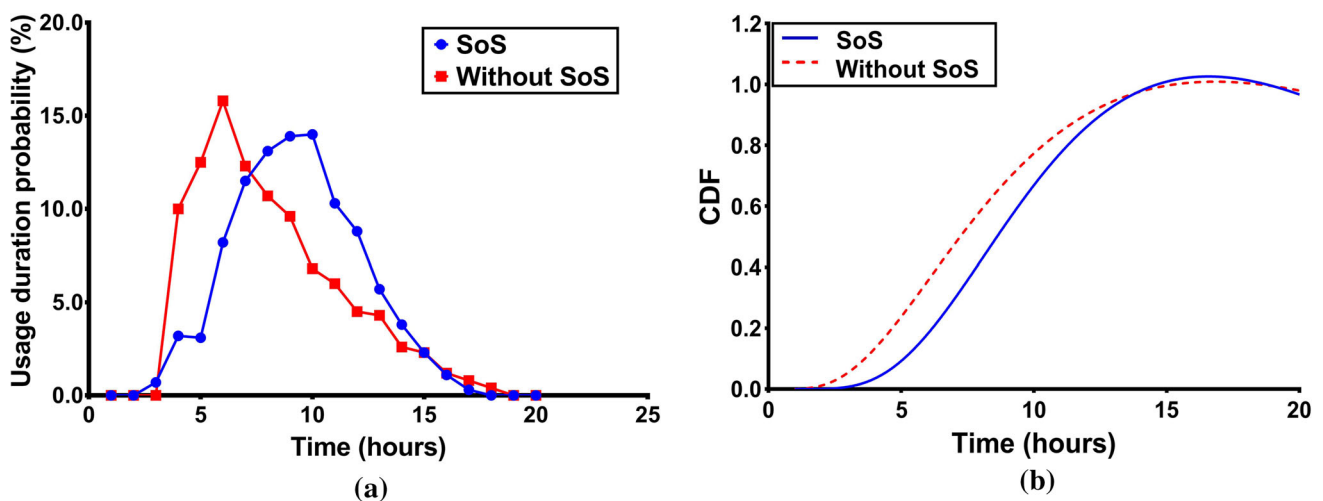 20.0
15.0
10.0
5.0
0.0
Usage duration probability (%)
SoS
Without SoS
0 5 10 15 20 25
Time (hours)
(a)
1.2
1.0
0.8
0.6
0.4
0.2
0.0
CDF
SoS
Without SoS
0 5 10 15 20
Time (hours)
(b)